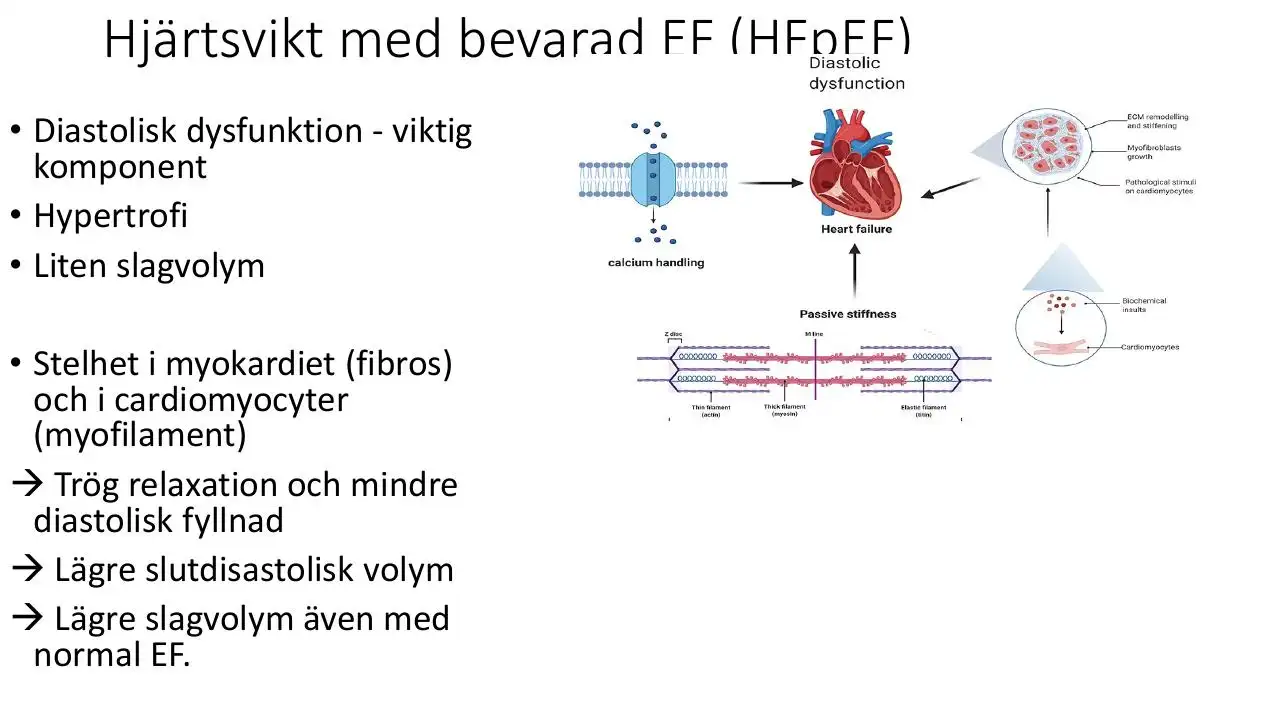 Hjärtsvikt med bevarad EF (HFpEF)
• Diastolisk dysfunktion - viktig
komponent
• Hypertrofi
• Liten slagvolym
• Stelhet i myokardiet (fibros)
och i cardiomyocyter
(myofilament)
→ Trög relaxation och mindre
diastolisk fyllnad
→ Lägre slutdisastolisk volym
→ Lägre slagvolym även med
normal EF.
Diastolic
dysfunction
Heart failure
calcium handling
ECM remodelling
and stiffening
Myofibroblasts
growth
Pathological stimuli
on cardiomyocytes
Biochemical
insults
Cardiomyocytes
Passive stiffness
Z disc
M line
Thin filament
(actin)
Thick filament
(myosin)
Elastic filament
(titin)